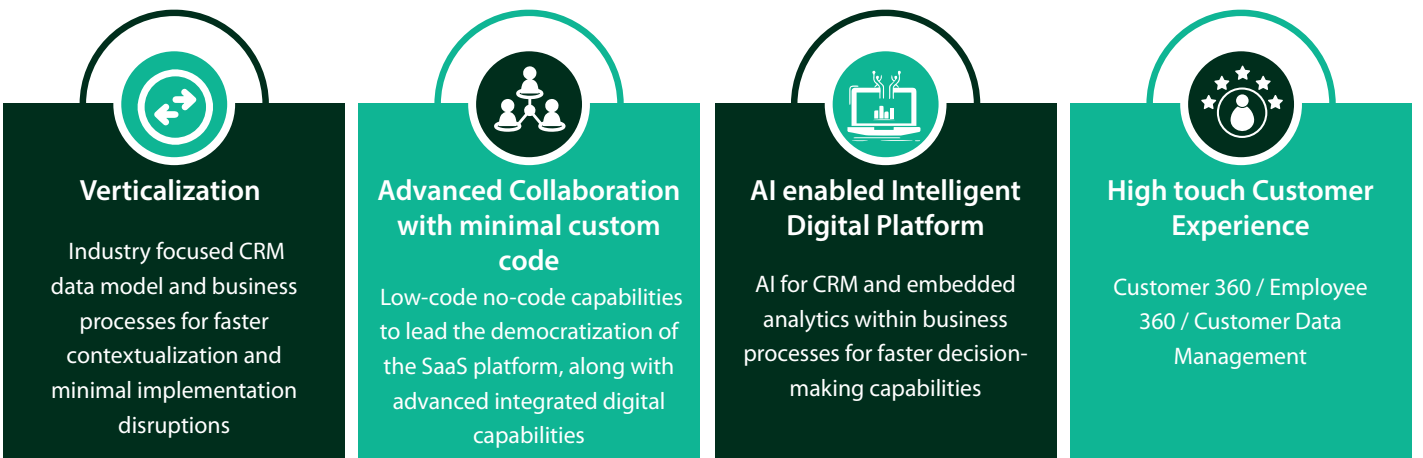 Verticalization
Industry focused CRM
data model and business
processes for faster
contextualization and
minimal implementation
disruptions
Advanced Collaboration
with minimal custom
code
Low-code no-code capabilities
to lead the democratization of
the SaaS platform, along with
advanced integrated digital
capabilities
AI enabled Intelligent
Digital Platform
AI for CRM and embedded
analytics within business
processes for faster decision-
making capabilities
High touch Customer
Experience
Customer 360 / Employee
360 / Customer Data
Management